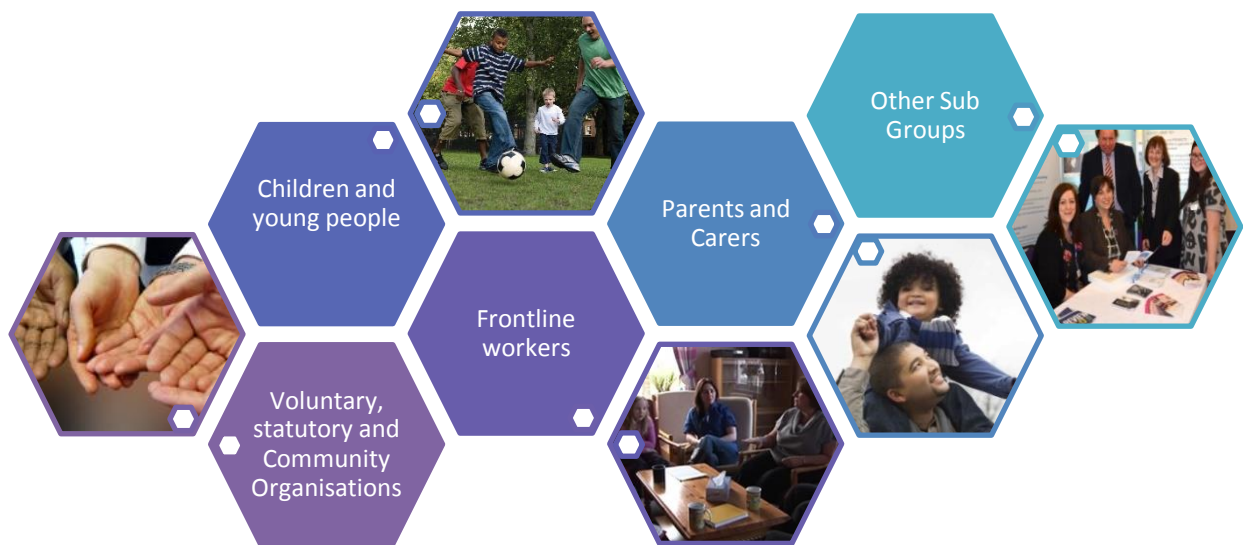 Children and
young people
Voluntary,
statutory and
Community
Organisations
Frontline
workers
Parents and
Carers
Other Sub
Groups